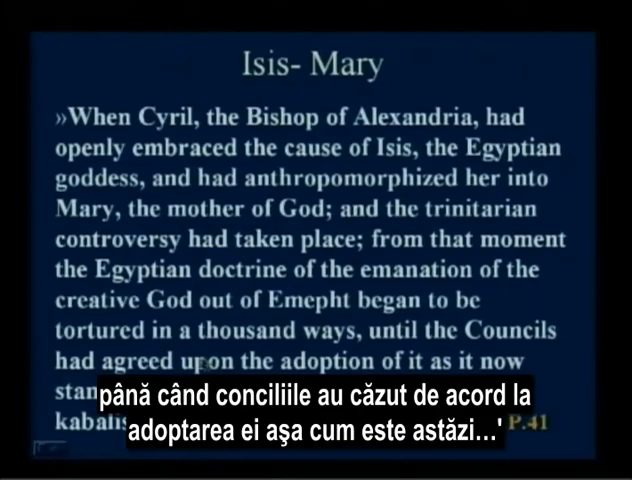 Isis- Mary
»When Cyril, the Bishop of Alexandria, had
openly embraced the cause of Isis, the Egyptian
goddess, and had anthropomorphized her into
Mary, the mother of God; and the trinitarian
controversy had taken place; from that moment
the Egyptian doctrine of the emanation of the
creative God out of Emepht began to be
tortured in a thousand ways, until the Councils
had agreed upon the adoption of it as it now
până când conciliile au căzut de acord la
adoptarea ei aşa cum este astăzi…'
P.41